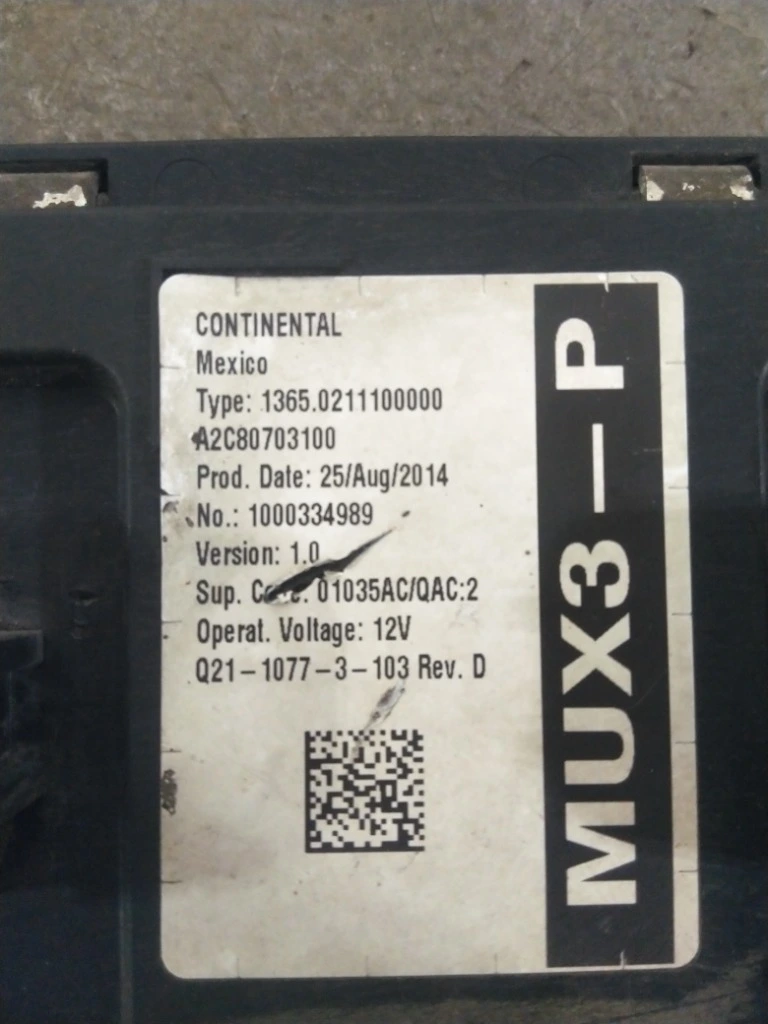 CONTINENTAL
Mexico
Type: 1365.0211100000
A2C80703100
Prod. Date: 25/Aug/2014
No.: 1000334989
Version: 1.0
Sup. 01035AC/QAC:2
Operat. Voltage: 12V
Q21-1077-3-103 Rev. D
MUX3-P